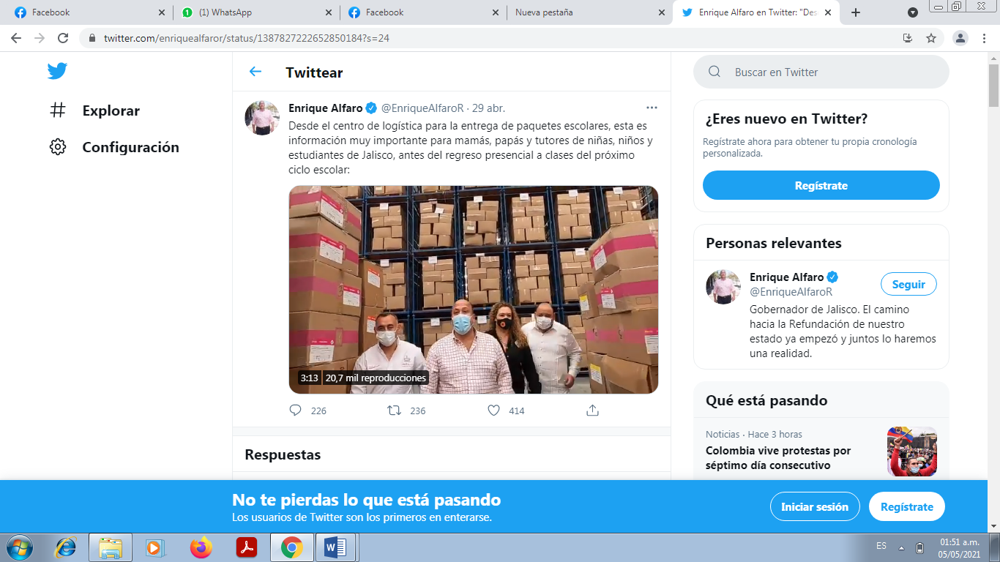 Facebook
(1) WhatsApp
Facebook
Nueva pestaña
Enrique Alfaro en Twitter: "Des
twitter.com/enriquealfaror/status/1387827222652850184?s=24
Explorar
Configuración
Twittear
Enrique Alfaro @EnriqueAlfaroR · 29 abr.
Desde el centro de logística para la entrega de paquetes escolares, esta es
información muy importante para mamás, papás y tutores de niñas, niños y
estudiantes de Jalisco, antes del regreso presencial a clases del próximo
ciclo escolar:
3:13 20,7 mil reproducciones
226 236 414
Respuestas
Buscar en Twitter
¿Eres nuevo en Twitter?
Regístrate ahora para obtener tu propia cronología
personalizada.
Regístrate
Personas relevantes
Enrique Alfaro
@EnriqueAlfaroR
Seguir
Gobernador de Jalisco. El camino
hacia la Refundación de nuestro
estado ya empezó y juntos lo haremos
una realidad.
Qué está pasando
Noticias · Hace 3 horas
Colombia vive protestas por
séptimo día consecutivo
No te pierdas lo que está pasando
Los usuarios de Twitter son los primeros en enterarse.
Iniciar sesión
Regístrate
ES
01:51 a.m.
05/05/2021